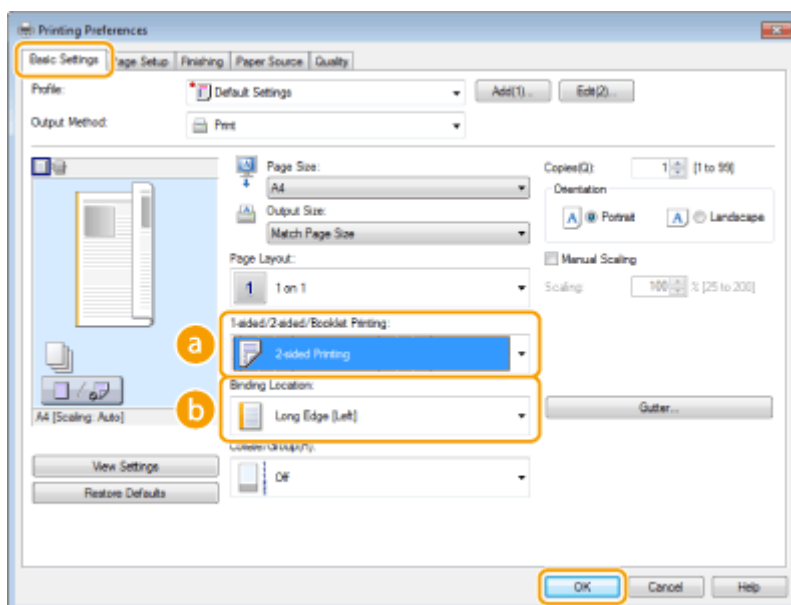 Printing Preferences
Basic Settings Page Setup Finishing Paper Source Quality
Profile: Default Settings Add(1)... Edit(2)...
Output Method: Print
Page Size:
A4
Output Size:
Match Page Size
Copies(Q): 1 [1 to 99]
Orientation
A Portrait A Landscape
Page Layout:
1 1 on 1
Manual Scaling
Scaling: 100 % [25 to 200]
1-sided/2-sided/Booklet Printing:
a 2-sided Printing
Binding Location:
b Long Edge [Left]
Gutter...
A4 [Scaling: Auto]
Collate/Group(H):
Off
View Settings
Restore Defaults
OK Cancel Help